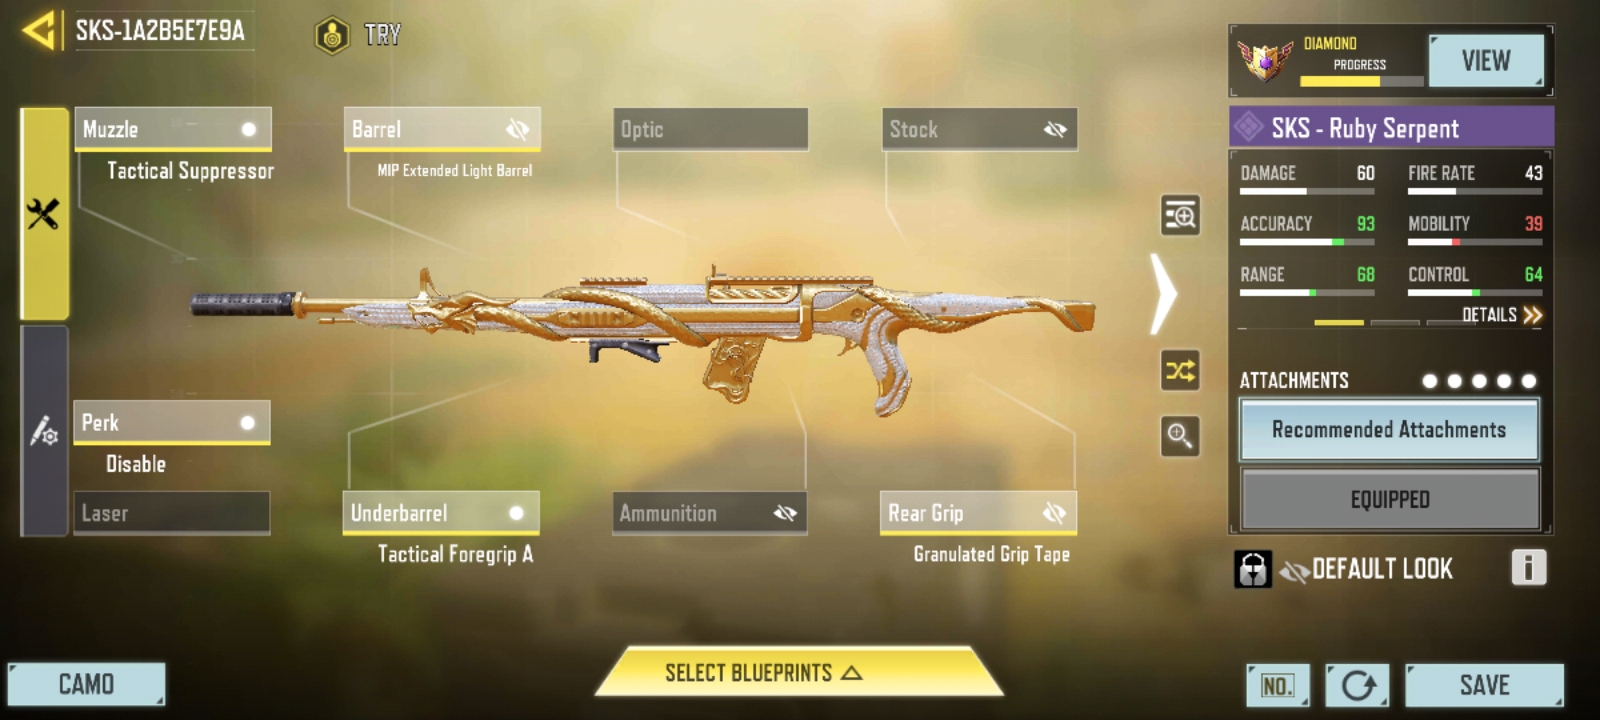 SKS-1A2B5E7E9A
TRY
DIAMOND
PROGRESS
VIEW
Muzzle
Tactical Suppressor
Barrel
MIP Extended Light Barrel
Optic
Stock
SKS - Ruby Serpent
DAMAGE 60
FIRE RATE 43
ACCURACY 93
MOBILITY 39
RANGE 68
CONTROL 64
DETAILS
ATTACHMENTS
Recommended Attachments
EQUIPPED
DEFAULT LOOK
i
Perk
Disable
Laser
Underbarrel
Tactical Foregrip A
Ammunition
Rear Grip
Granulated Grip Tape
CAMO
SELECT BLUEPRINTS
NO.
SAVE